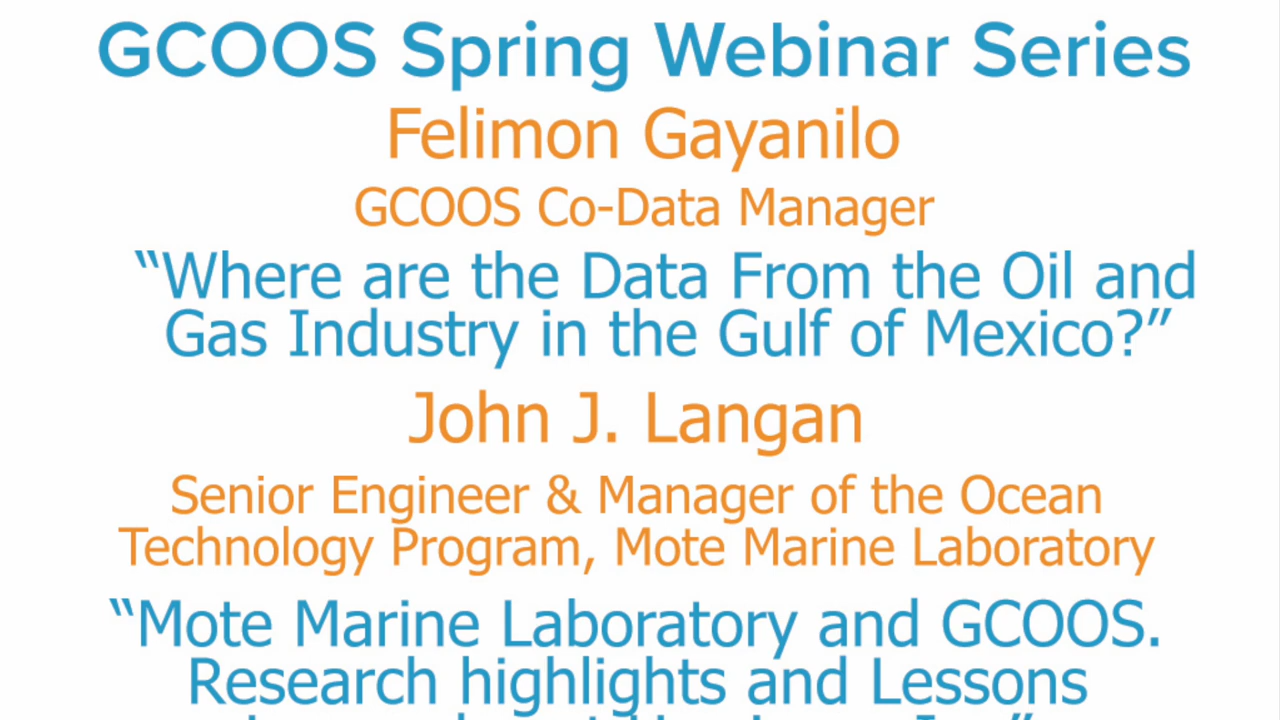 GCOOS Spring Webinar Series
Felimon Gayanilo
GCOOS Co-Data Manager
“Where are the Data From the Oil and
Gas Industry in the Gulf of Mexico?”
John J. Langan
Senior Engineer & Manager of the Ocean
Technology Program, Mote Marine Laboratory
“Mote Marine Laboratory and GCOOS.
Research highlights and Lessons